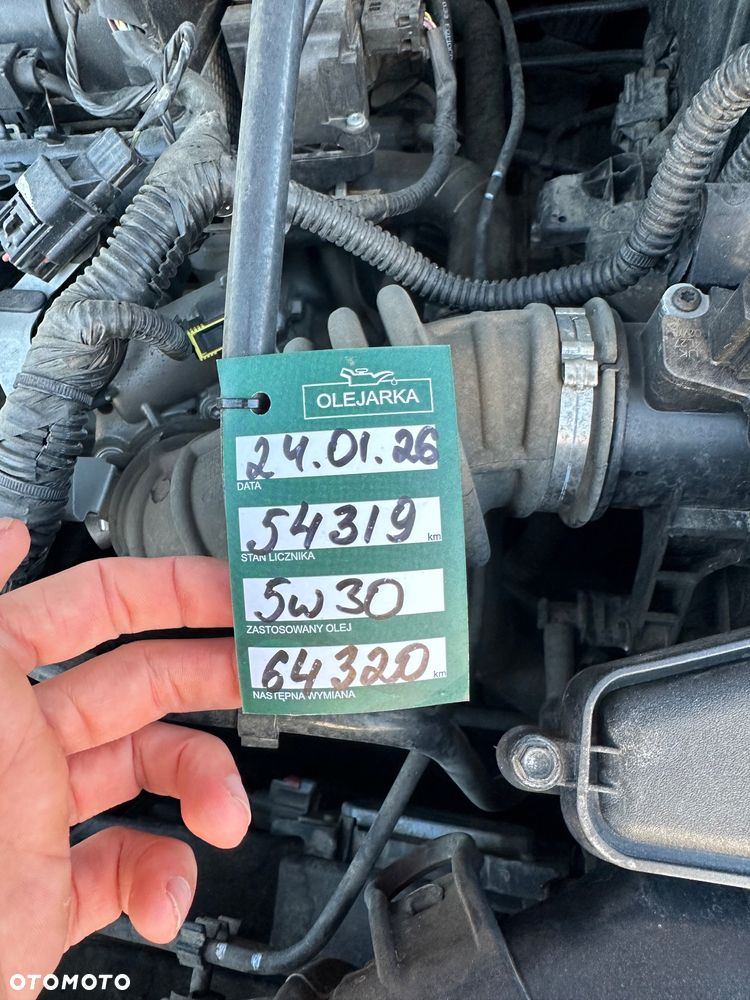 OLEJARKA
24.01.26
DATA
54319 km
STAN LICZNIKA
5w30
ZASTOSOWANY OLEJ
64320 km
NASTĘPNA WYMIANA
OTOMOTO